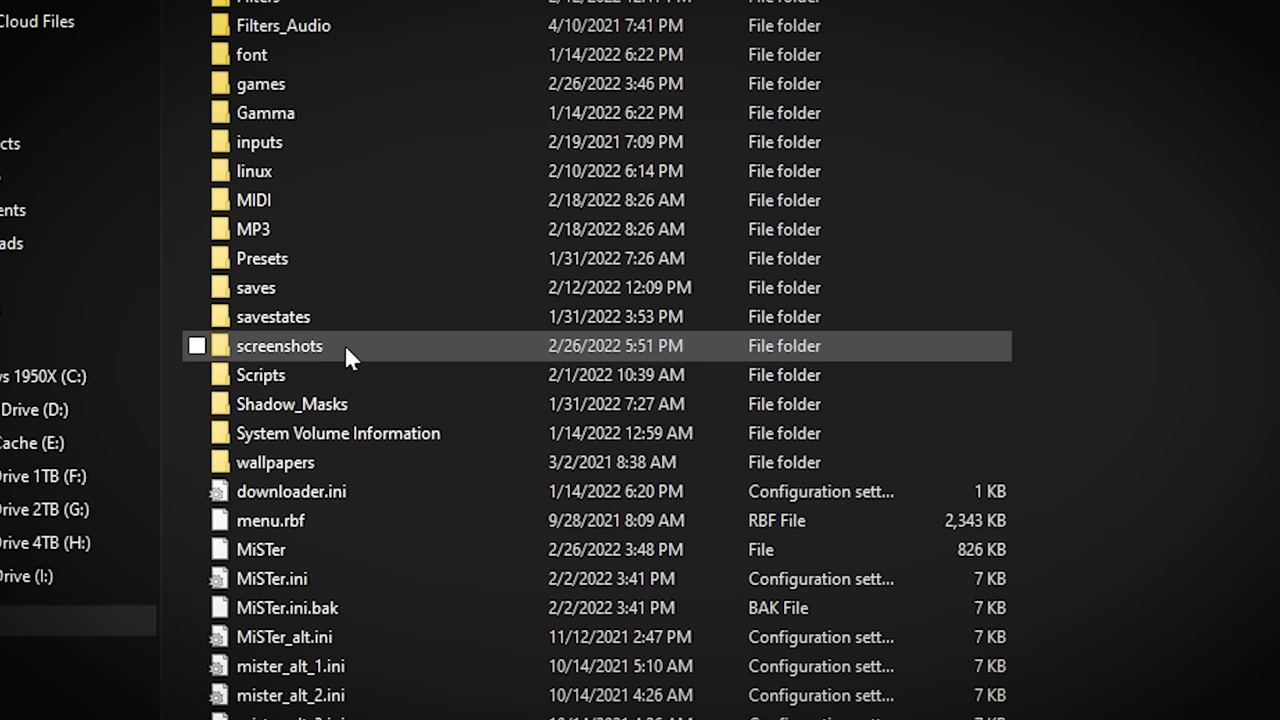 Cloud Files
cts
ents
ads
s 1950X (C:)
Drive (D:)
Cache (E:)
Drive 1TB (F:)
Drive 2TB (G:)
Drive 4TB (H:)
Drive (I:)
Filters_Audio 4/10/2021 7:41 PM File folder
font 1/14/2022 6:22 PM File folder
games 2/26/2022 3:46 PM File folder
Gamma 1/14/2022 6:22 PM File folder
inputs 2/19/2021 7:09 PM File folder
linux 2/10/2022 6:14 PM File folder
MIDI 2/18/2022 8:26 AM File folder
MP3 2/18/2022 8:26 AM File folder
Presets 1/31/2022 7:26 AM File folder
saves 2/12/2022 12:09 PM File folder
savestates 1/31/2022 3:53 PM File folder
screenshots 2/26/2022 5:51 PM File folder
Scripts 2/1/2022 10:39 AM File folder
Shadow_Masks 1/31/2022 7:27 AM File folder
System Volume Information 1/14/2022 12:59 AM File folder
wallpapers 3/2/2021 8:38 AM File folder
downloader.ini 1/14/2022 6:20 PM Configuration sett... 1 KB
menu.rbf 9/28/2021 8:09 AM RBF File 2,343 KB
MiSTer 2/26/2022 3:48 PM File 826 KB
MiSTer.ini 2/2/2022 3:41 PM Configuration sett... 7 KB
MiSTer.ini.bak 2/2/2022 3:41 PM BAK File 7 KB
MiSTer_alt.ini 11/12/2021 2:47 PM Configuration sett... 7 KB
mister_alt_1.ini 10/14/2021 5:10 AM Configuration sett... 7 KB
mister_alt_2.ini 10/14/2021 4:26 AM Configuration sett... 7 KB